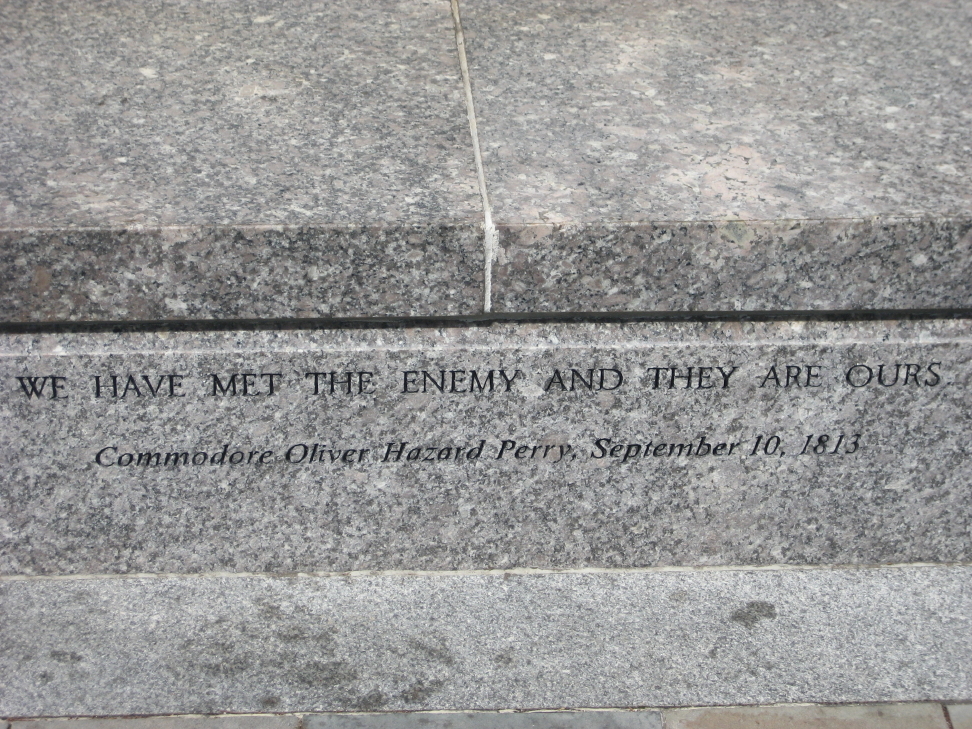 WE HAVE MET THE ENEMY AND THEY ARE OURS
Commodore Oliver Hazard Perry, September 10, 1813